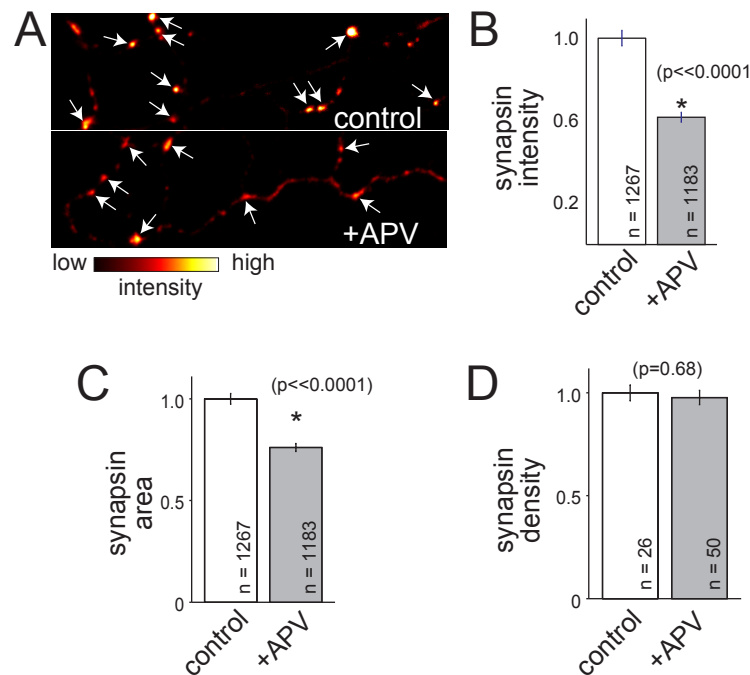 A
control
+APV
low
high
intensity
B
synapsin
intensity
1.0
0.6
0.2
(p<<0.0001
*
n = 1267
n = 1183
control
+APV
C
synapsin
area
1.0
0.5
0
(p<<0.0001)
*
n = 1267
n = 1183
control
+APV
D
synapsin
density
1.0
0.5
0
(p=0.68)
n = 26
n = 50
control
+APV